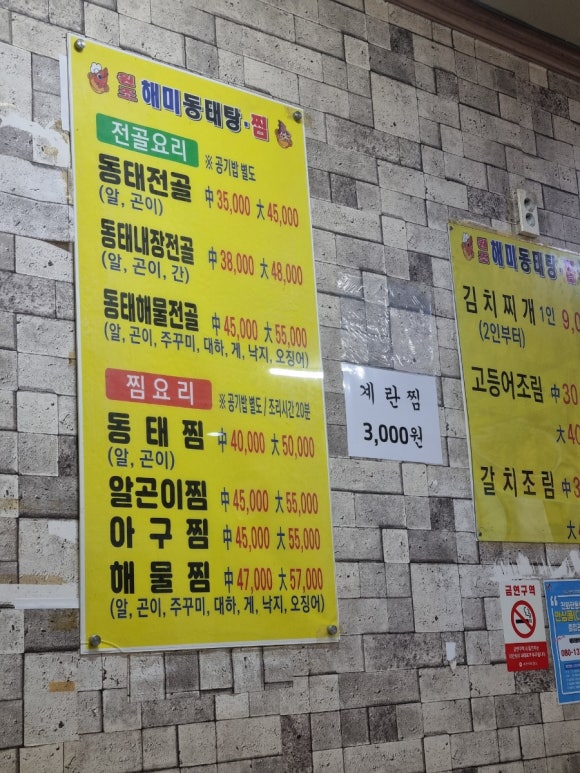 해미동태탕·찜
전골요리
※ 공기밥 별도
동태전골 中 35,000 大 45,000
(알, 곤이)
동태내장전골 中 38,000 大 48,000
(알, 곤이, 간)
동태해물전골 中 45,000 大 55,000
(알, 곤이, 주꾸미, 대하, 게, 낙지, 오징어)
찜요리
※ 공기밥 별도 / 조리시간 20분
동태찜 中 40,000 大 50,000
(알, 곤이)
알곤이찜 中 45,000 大 55,000
아구찜 中 45,000 大 55,000
해물찜 中 47,000 大 57,000
(알, 곤이, 주꾸미, 대하, 게, 낙지, 오징어)
계란찜
3,000원
해미동태탕·
김치찌개 1인 9,0
(2인부터)
고등어조림 中 30
大 40
갈치조림 中 3
금연구역